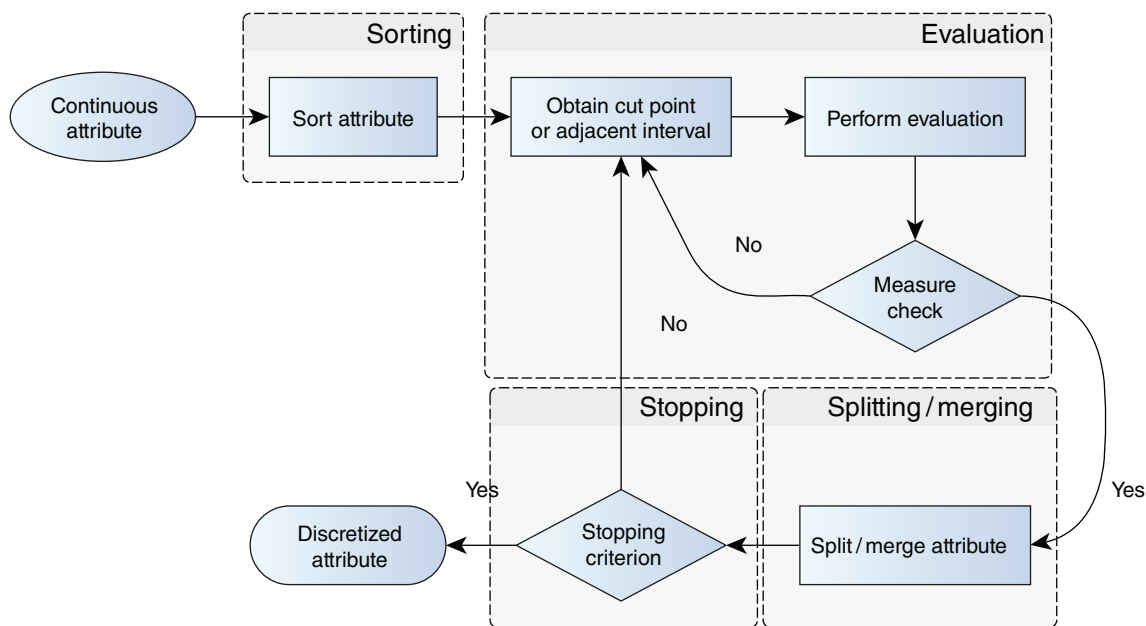 Sorting
Evaluation
Continuous
attribute
Sort attribute
Obtain cut point
or adjacent interval
Perform evaluation
No
Measure
check
No
Stopping
Splitting / merging
Yes
Yes
Discretized
attribute
Stopping
criterion
Split / merge attribute